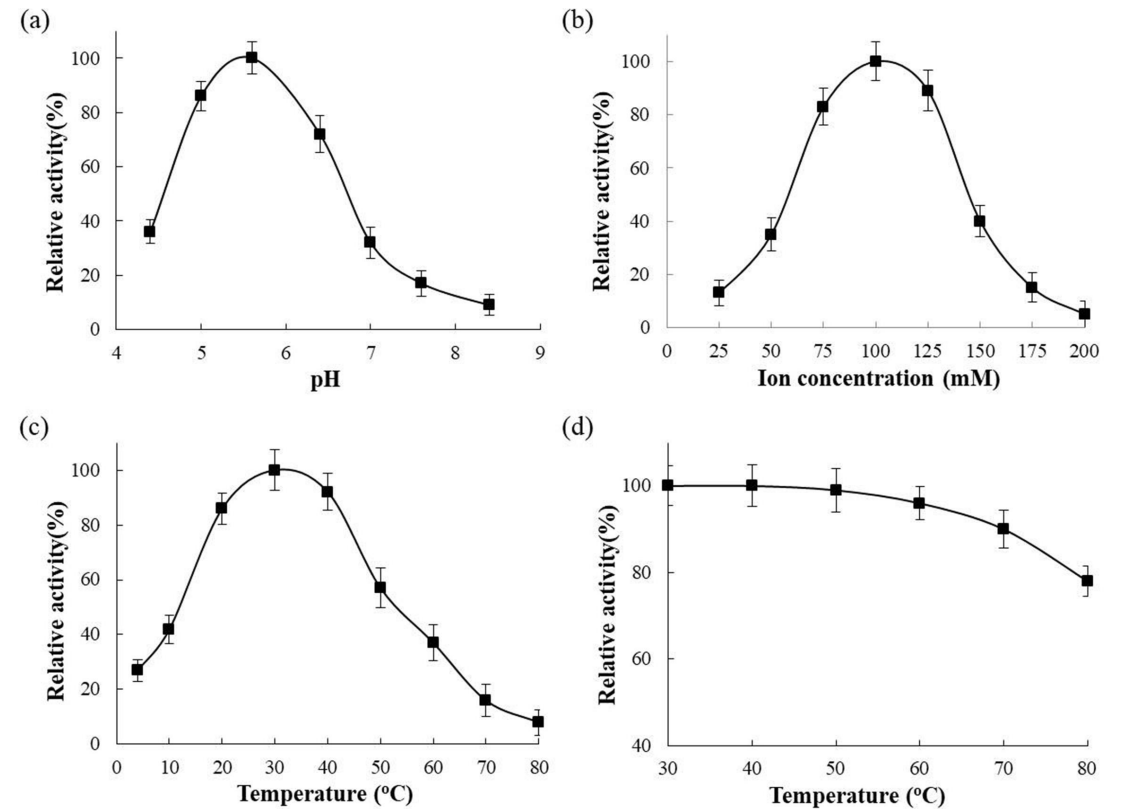 (a)
Relative activity(%)
100
80
60
40
20
0
4 5 6 7 8 9
pH
(b)
Relative activity(%)
100
80
60
40
20
0
0 25 50 75 100 125 150 175 200
Ion concentration (mM)
(c)
Relative activity(%)
100
80
60
40
20
0
0 10 20 30 40 50 60 70 80
Temperature (ºC)
(d)
Relative activity(%)
100
80
60
40
30 40 50 60 70 80
Temperature (ºC)